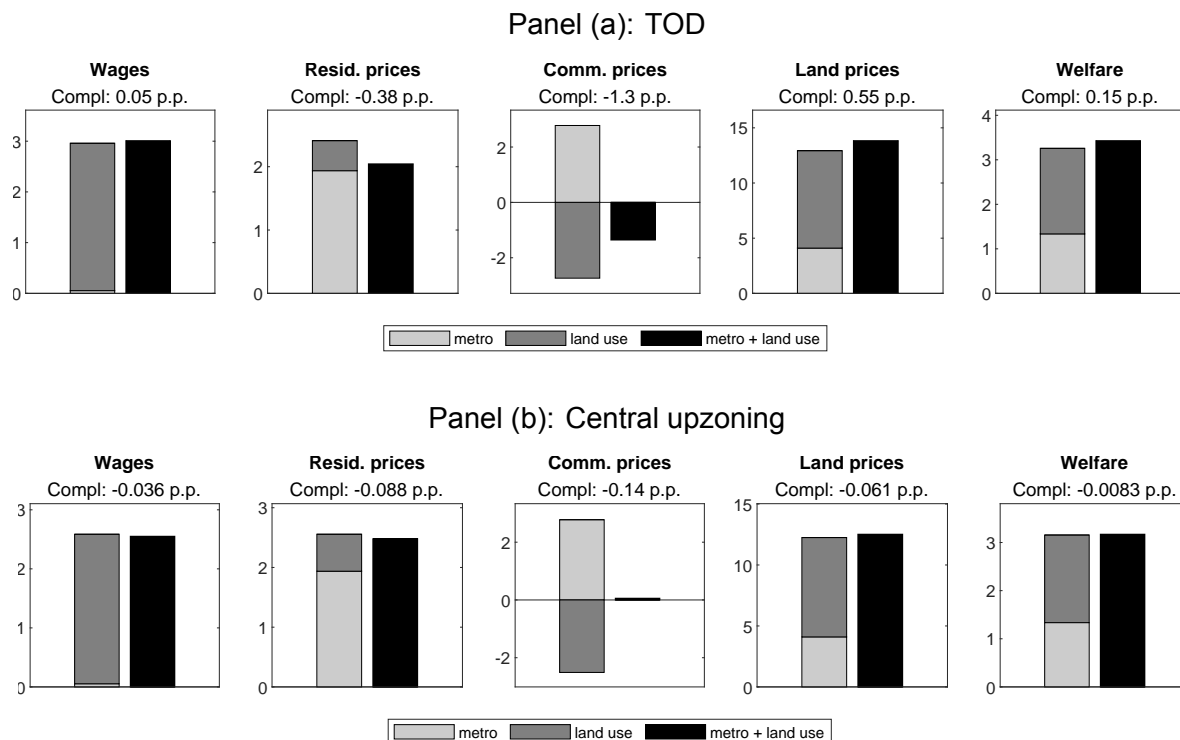 Panel (a): TOD
Wages Resid. prices Comm. prices Land prices Welfare
Compl: 0.05 p.p. Compl: -0.38 p.p. Compl: -1.3 p.p. Compl: 0.55 p.p. Compl: 0.15 p.p.
3 2 1 0
2 1 0
2 0 -2
15 10 5 0
4 3 2 1 0
metro land use metro + land use
Panel (b): Central upzoning
Wages Resid. prices Comm. prices Land prices Welfare
Compl: -0.036 p.p. Compl: -0.088 p.p. Compl: -0.14 p.p. Compl: -0.061 p.p. Compl: -0.0083 p.p.
3 2 1 0
3 2 1 0
2 0 -2
15 10 5 0
3 2 1 0
metro land use metro + land use